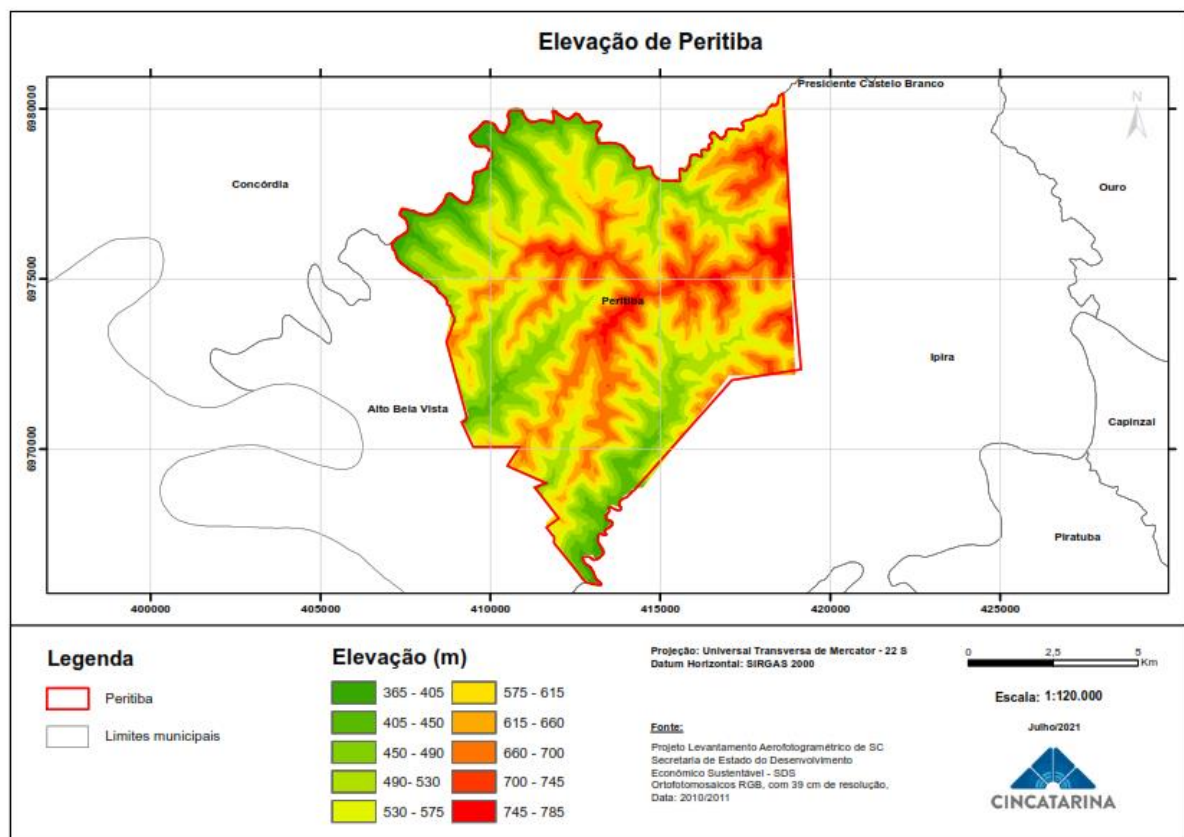 Elevação de Peritiba
Presidente Castelo Branco
N
Concórdia
Ouro
Peritiba
Ipira
Alto Bela Vista
Capinzal
Piratuba
6980000
6975000
6970000
400000
405000
410000
415000
420000
425000
Legenda
Peritiba
Limites municipais
Elevação (m)
365 - 405
405 - 450
450 - 490
490- 530
530 - 575
575 - 615
615 - 660
660 - 700
700 - 745
745 - 785
Projeção: Universal Transversa de Mercator - 22 S
Datum Horizontal: SIRGAS 2000
Fonte:
Projeto Levantamento Aerofotogramétrico de SC
Secretaria de Estado do Desenvolvimento
Econômico Sustentável - SDS
Ortofotomosaicos RGB, com 39 cm de resolução,
Data: 2010/2011
0 2,5 5
Km
Escala: 1:120.000
Julho/2021
CINCATARINA